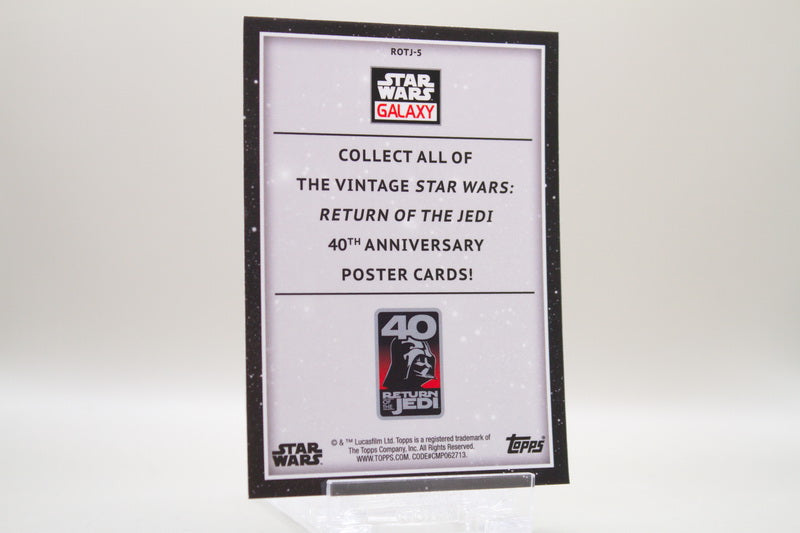 ROTJ-5
STAR
WARS
GALAXY
COLLECT ALL OF
THE VINTAGE STAR WARS:
RETURN OF THE JEDI
40TH ANNIVERSARY
POSTER CARDS!
40
RETURN
OF THE JEDI
STAR
WARS
© & ™ Lucasfilm Ltd. Topps is a registered trademark of
The Topps Company, Inc. All Rights Reserved.
WWW.TOPPS.COM. CODE#CMP062713.
Topps